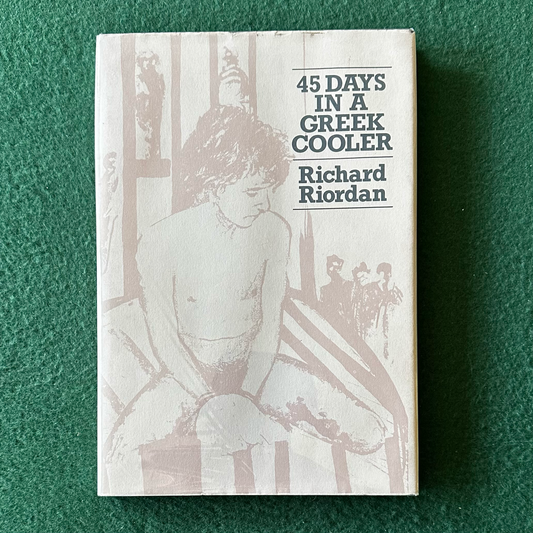 45 DAYS
IN A
GREEK
COOLER
Richard
Riordan